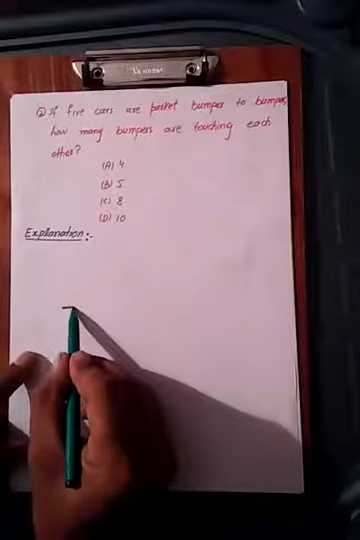 Q If five cars are parket bumper to bumper,
how many bumpers are touching each
other?
(A) 4
(B) 5
(C) 8
(D) 10
Explanation:-